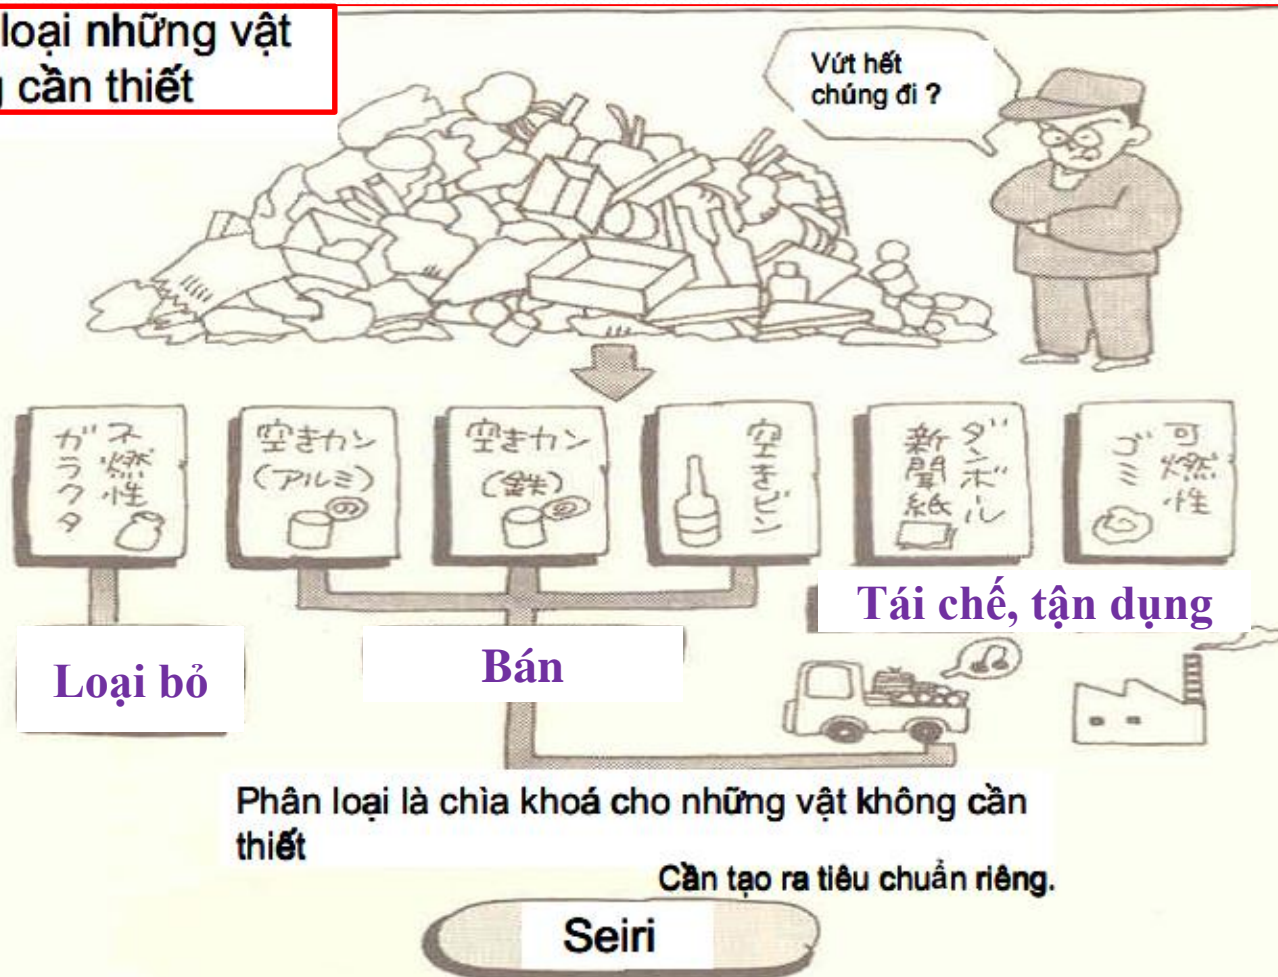 loại những vật
cần thiết
Vứt hết
chúng đi ?
不燃性
ガラクタ
空きカン
(アルミ)
空きカン
(鉄)
空きビン
ダンボール
新聞紙
可燃性
ゴミ
Loại bỏ
Bán
Tái chế, tận dụng
Phân loại là chìa khoá cho những vật không cần
thiết
Cần tạo ra tiêu chuẩn riêng.
Seiri